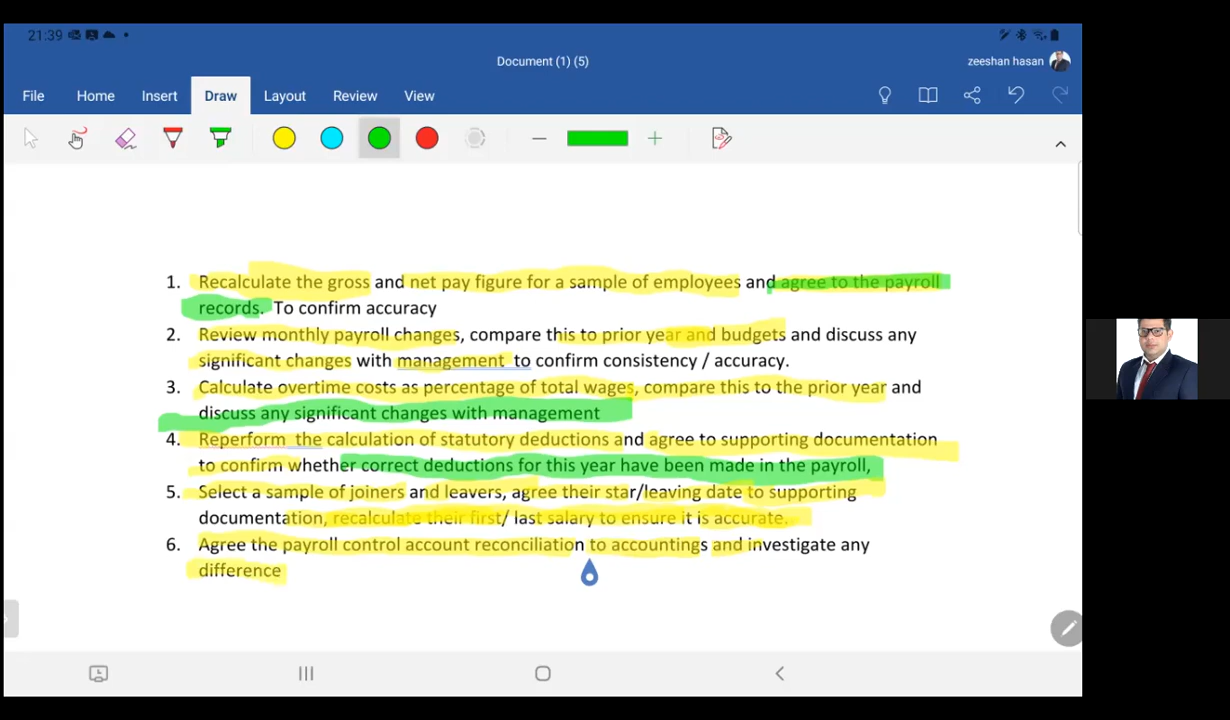 21:39
Document (1) (5)
zeeshan hasan
File Home Insert Draw Layout Review View
1. Recalculate the gross and net pay figure for a sample of employees and agree to the payroll
records. To confirm accuracy
2. Review monthly payroll changes, compare this to prior year and budgets and discuss any
significant changes with management to confirm consistency / accuracy.
3. Calculate overtime costs as percentage of total wages, compare this to the prior year and
discuss any significant changes with management
4. Reperform the calculation of statutory deductions and agree to supporting documentation
to confirm whether correct deductions for this year have been made in the payroll,
5. Select a sample of joiners and leavers, agree their star/leaving date to supporting
documentation, recalculate their first/ last salary to ensure it is accurate.
6. Agree the payroll control account reconciliation to accountings and investigate any
difference